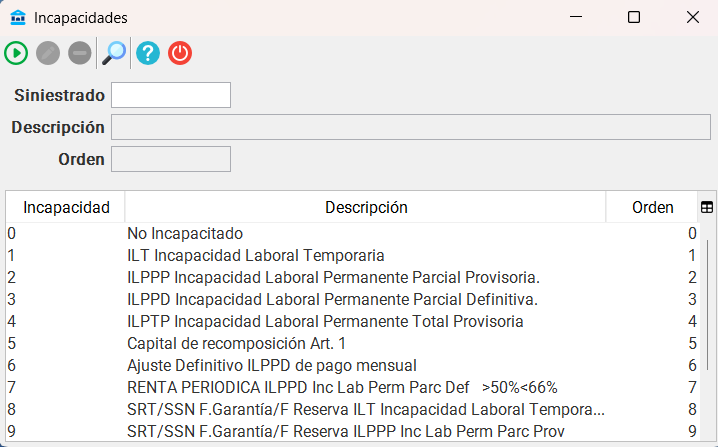 Incapacidades
Siniestrado
Descripción
Orden
Incapacidad Descripción Orden
0 No Incapacitado 0
1 ILT Incapacidad Laboral Temporaria 1
2 ILPPP Incapacidad Laboral Permanente Parcial Provisoria. 2
3 ILPPD Incapacidad Laboral Permanente Parcial Definitiva. 3
4 ILPTP Incapacidad Laboral Permanente Total Provisoria 4
5 Capital de recomposición Art. 1 5
6 Ajuste Definitivo ILPPD de pago mensual 6
7 RENTA PERIODICA ILPPD Inc Lab Perm Parc Def >50%<66% 7
8 SRT/SSN F.Garantía/F Reserva ILT Incapacidad Laboral Tempora... 8
9 SRT/SSN F.Garantía/F Reserva ILPPP Inc Lab Perm Parc Prov 9